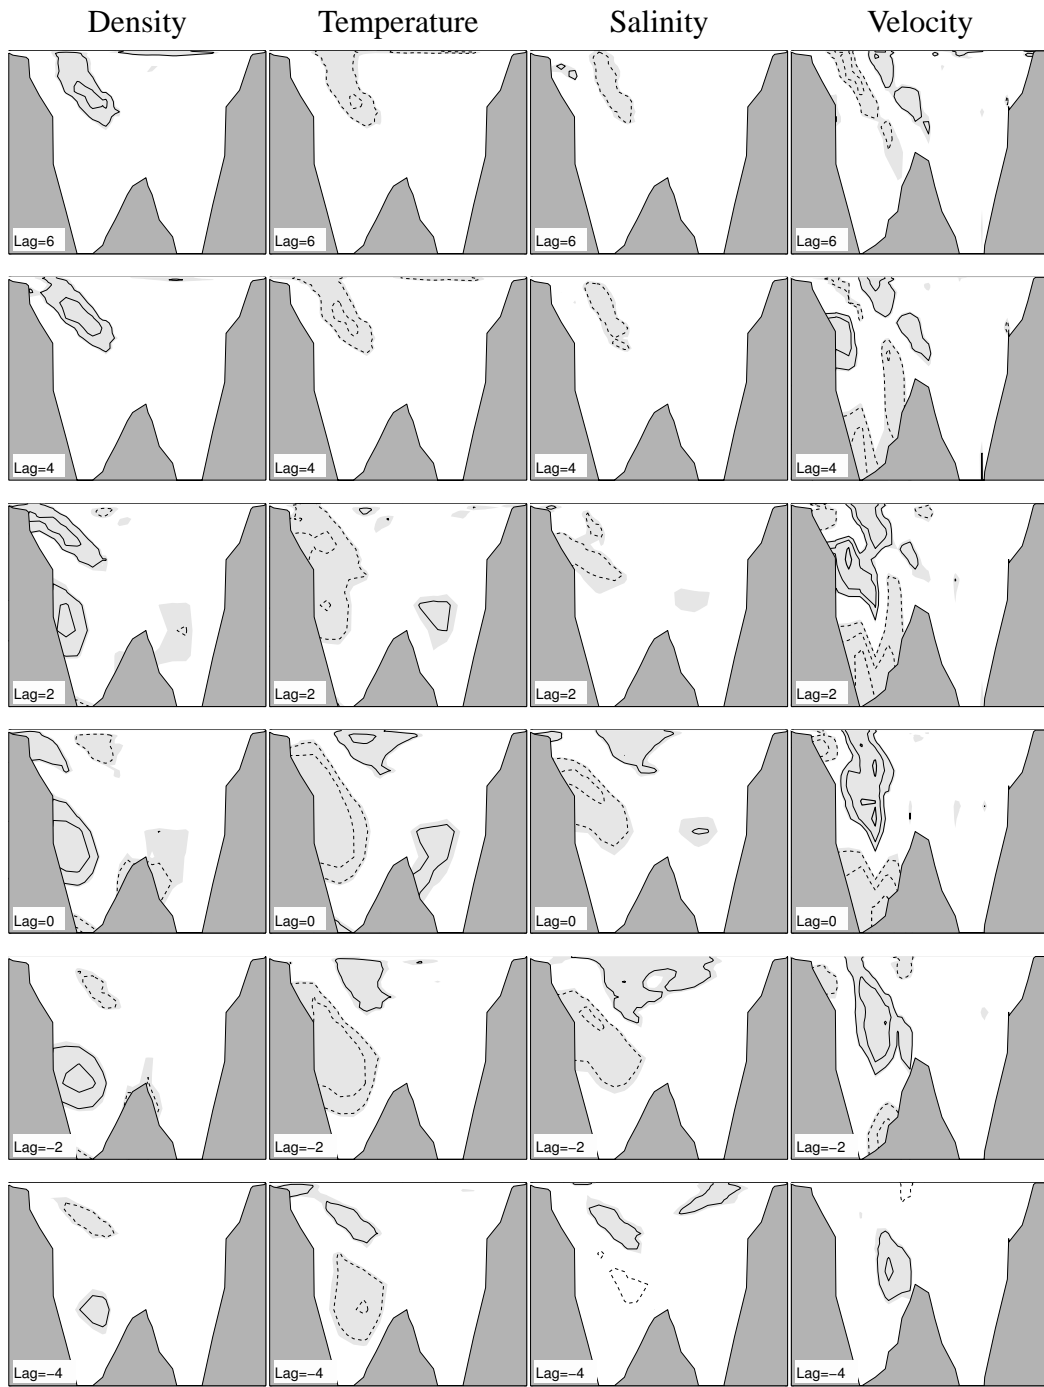 Density Temperature Salinity Velocity
Lag=6 Lag=6 Lag=6 Lag=6
Lag=4 Lag=4 Lag=4 Lag=4
Lag=2 Lag=2 Lag=2 Lag=2
Lag=0 Lag=0 Lag=0 Lag=0
Lag=−2 Lag=−2 Lag=−2 Lag=−2
Lag=−4 Lag=−4 Lag=−4 Lag=−4